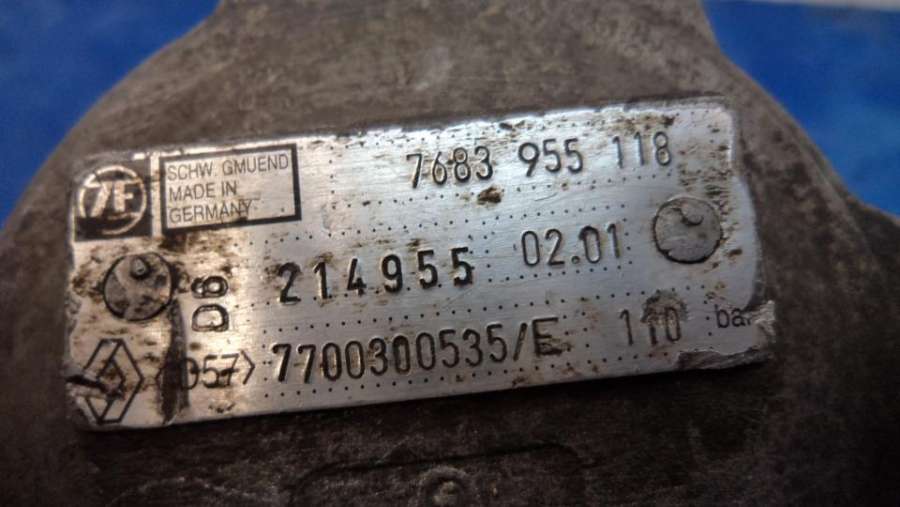 ZF
SCHW. GMUEND
MADE IN
GERMANY
7683 955 118
D6 214955 02.01
<057> 7700300535/E 110 bar